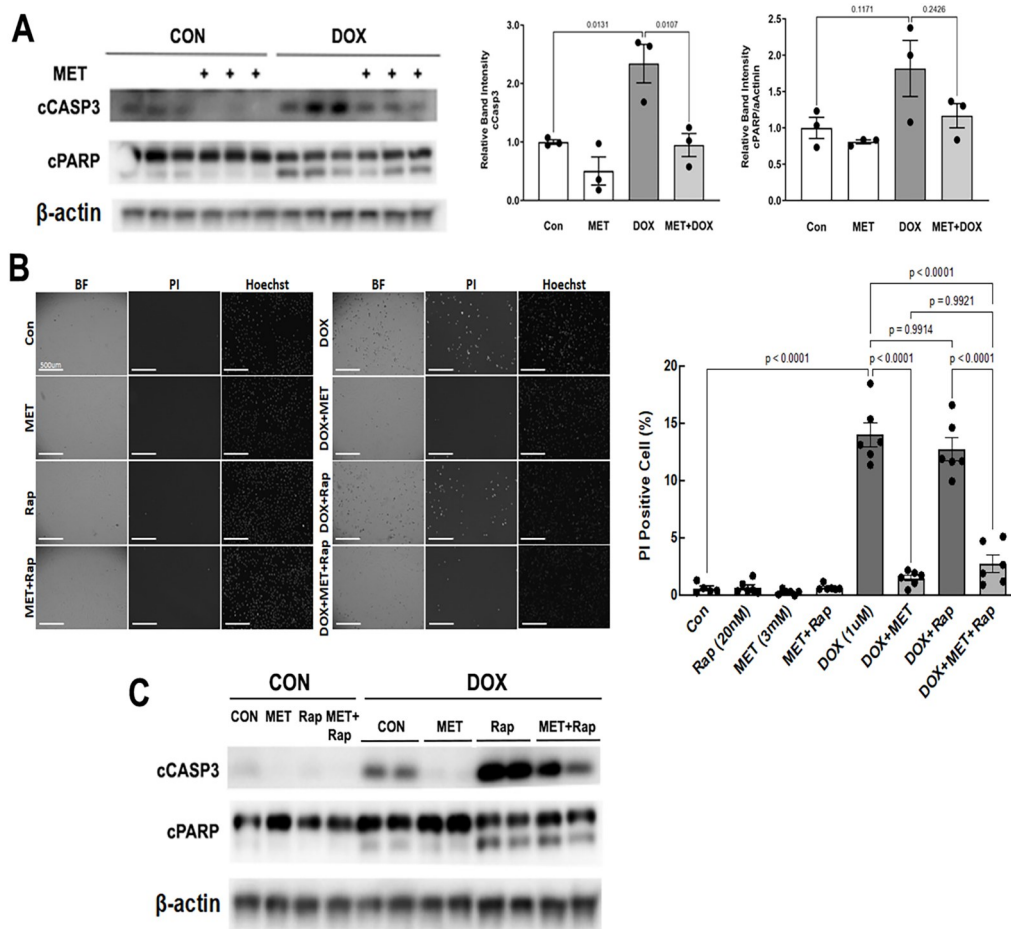 A
CON DOX
MET + + + + + +
cCASP3
cPARP
β-actin
0.0131 0.0107
Relative Band Intensity
cCasp3
3.0
2.0
1.0
0.0
Con MET DOX MET+DOX
0.1171 0.2426
Relative Band Intensity
cPARP/aActinin
2.5
2.0
1.5
1.0
0.5
0.0
Con MET DOX MET+DOX
B
BF PI Hoechst BF PI Hoechst
Con
500um
DOX
MET
DOX+MET
Rap
DOX+Rap
MET+Rap
DOX+MET+Rap
p < 0.0001
p = 0.9921
p = 0.9914
p < 0.0001 p < 0.0001 p < 0.0001
PI Positive Cell (%)
20
15
10
5
0
Con
Rap (20nM)
MET (3mM)
MET+Rap
DOX (1uM)
DOX+MET
DOX+Rap
DOX+MET+Rap
C
CON DOX
CON MET Rap MET+
Rap
CON MET Rap MET+Rap
cCASP3
cPARP
β-actin